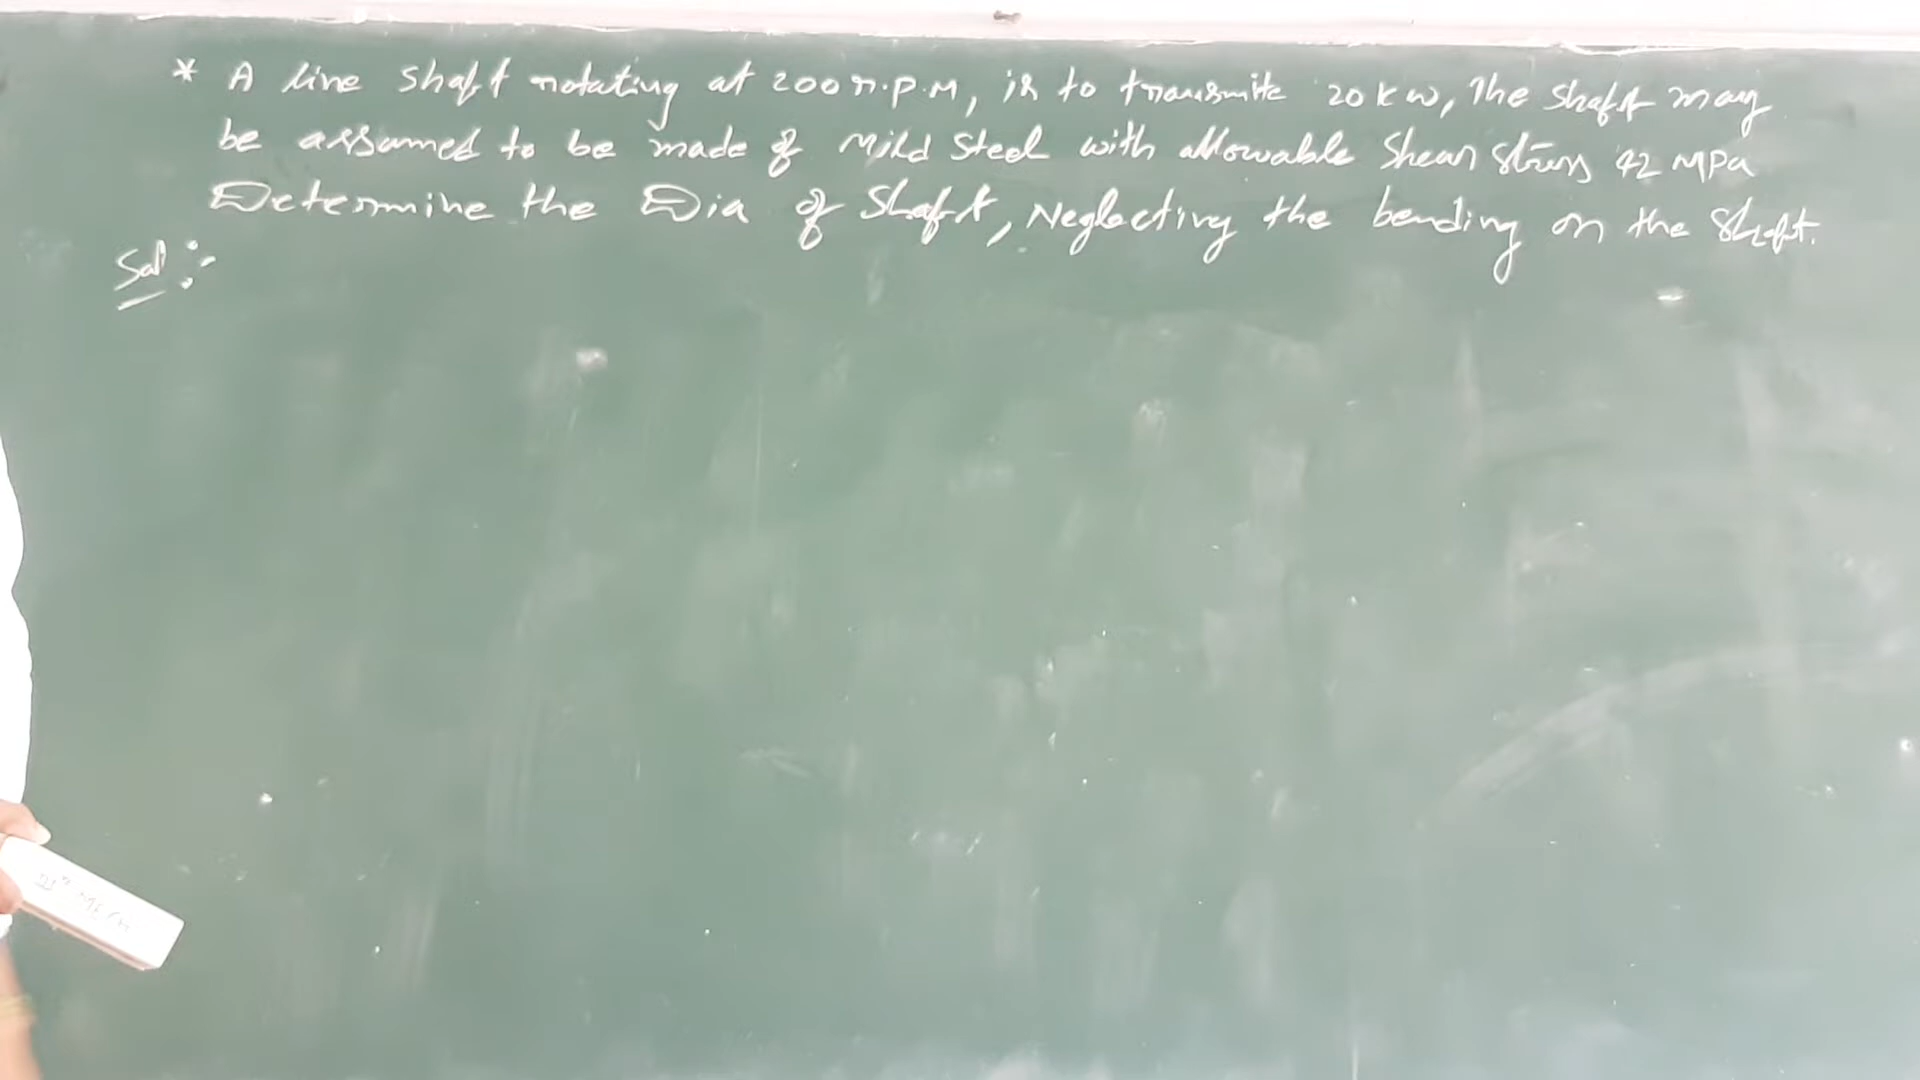 * A line shaft rotating at 200 r.p.M, is to transmite 20 kw, The shaft may
be assumed to be made of Mild Steel with allowable Shear Stress 42 MPa
Determine the Dia of Shaft, Neglecting the bending on the Shaft.
Sol :-